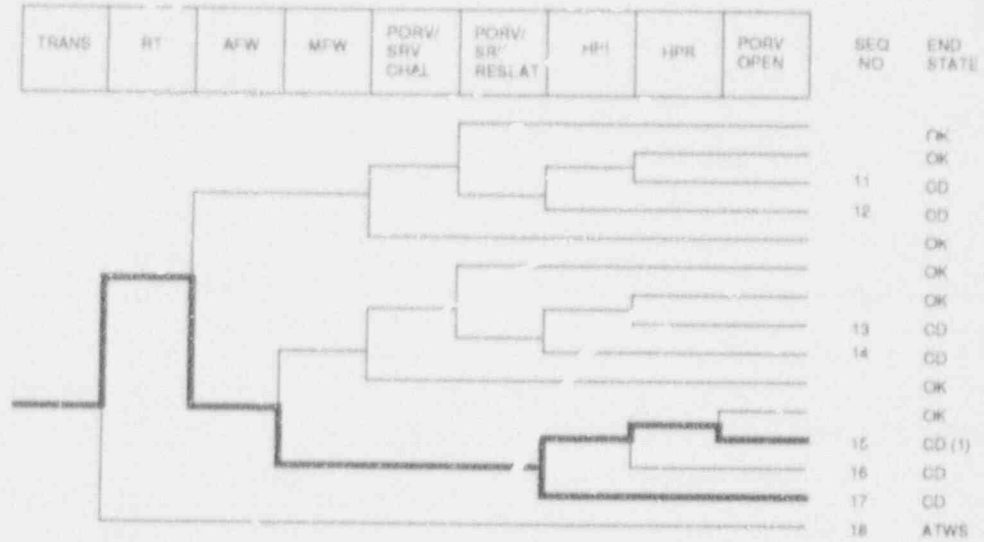 TRANS RT AFW MFW PORV/ SRV CHAL PORV/ SRV RESEAT HPI HPR PORV OPEN SEQ NO END STATE
OK
OK
11 CD
12 CD
OK
OK
OK
13 CD
14 CD
OK
OK
15 CD (1)
16 CD
17 CD
18 ATWS